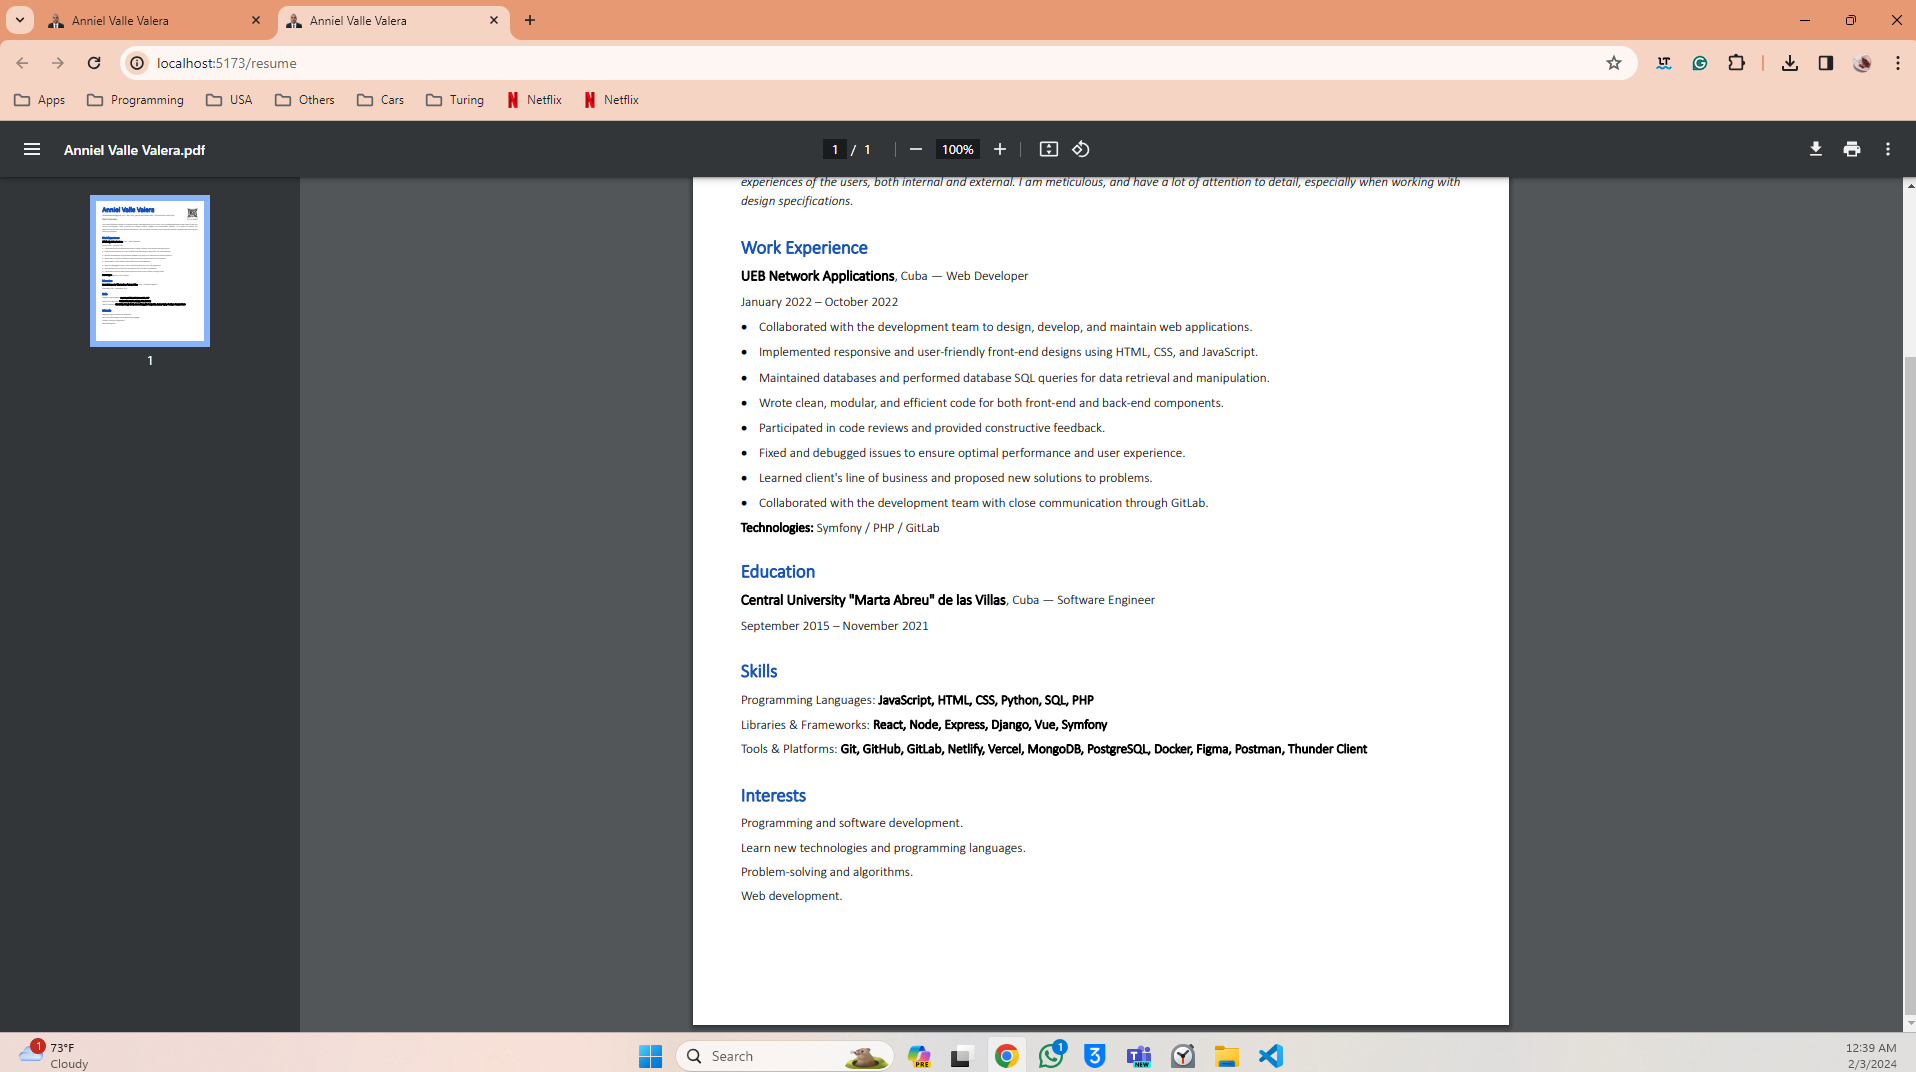 Anniel Valle Valera
Anniel Valle Valera
localhost:5173/resume
Apps
Programming
USA
Others
Cars
Turing
Netflix
Netflix
Anniel Valle Valera.pdf
1 / 1
100%
Anniel Valle Valera
1
experiences of the users, both internal and external. I am meticulous, and have a lot of attention to detail, especially when working with
design specifications.
Work Experience
UEB Network Applications, Cuba — Web Developer
January 2022 – October 2022
• Collaborated with the development team to design, develop, and maintain web applications.
• Implemented responsive and user-friendly front-end designs using HTML, CSS, and JavaScript.
• Maintained databases and performed database SQL queries for data retrieval and manipulation.
• Wrote clean, modular, and efficient code for both front-end and back-end components.
• Participated in code reviews and provided constructive feedback.
• Fixed and debugged issues to ensure optimal performance and user experience.
• Learned client's line of business and proposed new solutions to problems.
• Collaborated with the development team with close communication through GitLab.
Technologies: Symfony / PHP / GitLab
Education
Central University "Marta Abreu" de las Villas, Cuba — Software Engineer
September 2015 – November 2021
Skills
Programming Languages: JavaScript, HTML, CSS, Python, SQL, PHP
Libraries & Frameworks: React, Node, Express, Django, Vue, Symfony
Tools & Platforms: Git, GitHub, GitLab, Netlify, Vercel, MongoDB, PostgreSQL, Docker, Figma, Postman, Thunder Client
Interests
Programming and software development.
Learn new technologies and programming languages.
Problem-solving and algorithms.
Web development.
1
73°F
Cloudy
Search
PRE
1
3
NEW
12:39 AM
2/3/2024